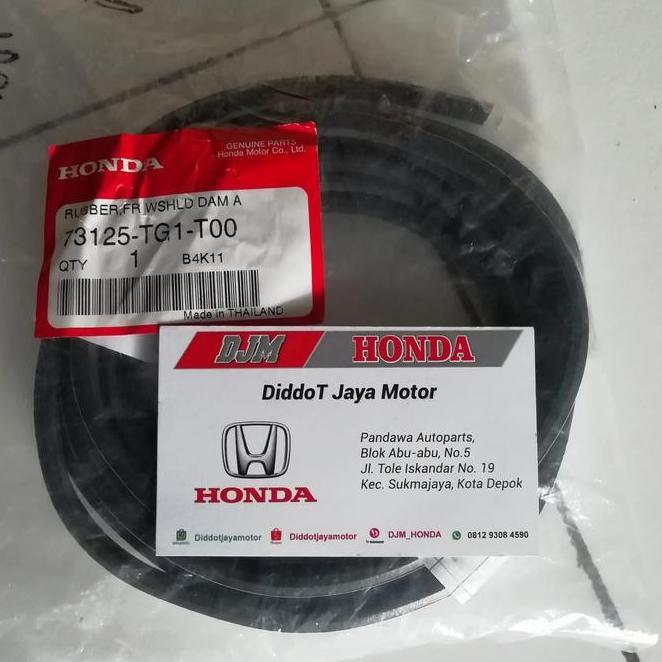 HONDA
GENUINE PARTS
Honda Motor Co., Ltd.
RUBBER,FR WSHLD DAM A
73125-TG1-T00
QTY 1 B4K11
Made in THAILAND
DJM HONDA
DiddoT Jaya Motor
HONDA
Pandawa Autoparts,
Blok Abu-abu, No.5
Jl. Tole Iskandar No. 19
Kec. Sukmajaya, Kota Depok
Diddotjayamotor Diddotjayamotor DJM_HONDA 0812 9308 4590